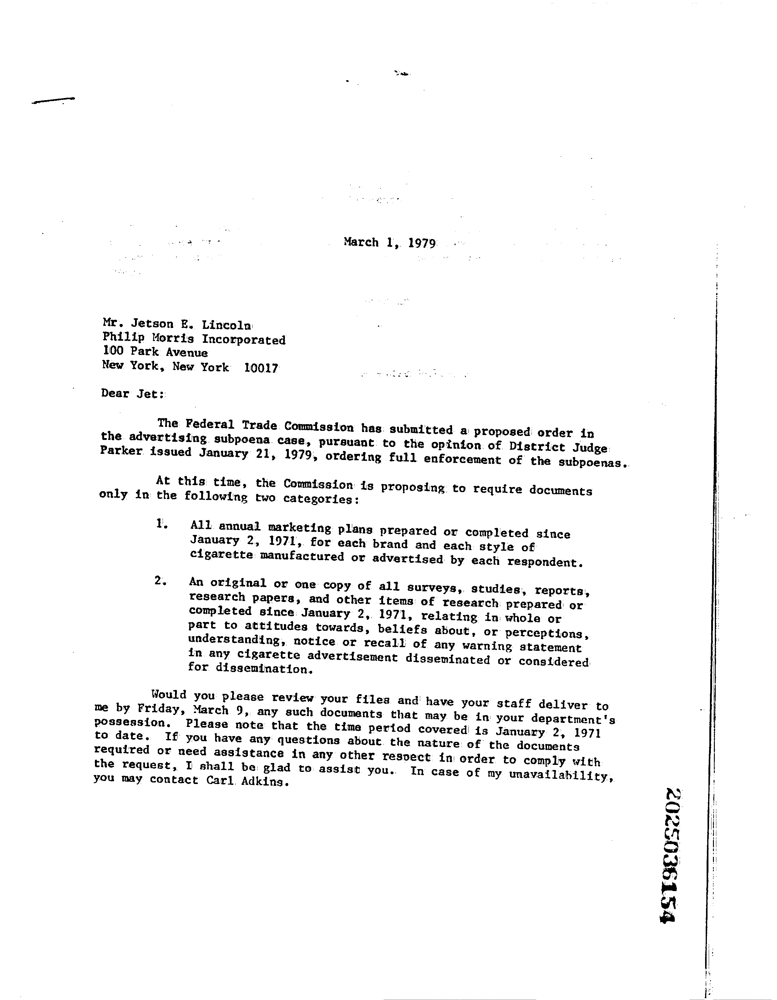 March 1, 1979
Mr. Jetson E. Lincoln
Philip Morris Incorporated
100 Park Avenue
New York, New York 10017
Dear Jet:
The Federal Trade Commission has submitted a proposed order in
the advertising subpoena case, pursuant to the opinion of District Judge
Parker issued January 21, 1979, ordering full enforcement of the subpoenas.
At this time, the Commission is proposing to require documents
only in the following two categories:
1. All annual marketing plans prepared or completed since
January 2, 1971, for each brand and each style of
cigarette manufactured or advertised by each respondent.
2. An original or one copy of all surveys, studies, reports,
research papers, and other items of research prepared or
completed since January 2, 1971, relating in whole or
part to attitudes towards, beliefs about, or perceptions,
understanding, notice or recall of any warning statement
in any cigarette advertisement disseminated or considered
for dissemination.
Would you please review your files and have your staff deliver to
me by Friday, March 9, any such documents that may be in your department's
possession. Please note that the time period covered is January 2, 1971
to date. If you have any questions about the nature of the documents
required or need assistance in any other respect in order to comply with
the request, I shall be glad to assist you. In case of my unavailability,
you may contact Carl Adkins.
2025036154